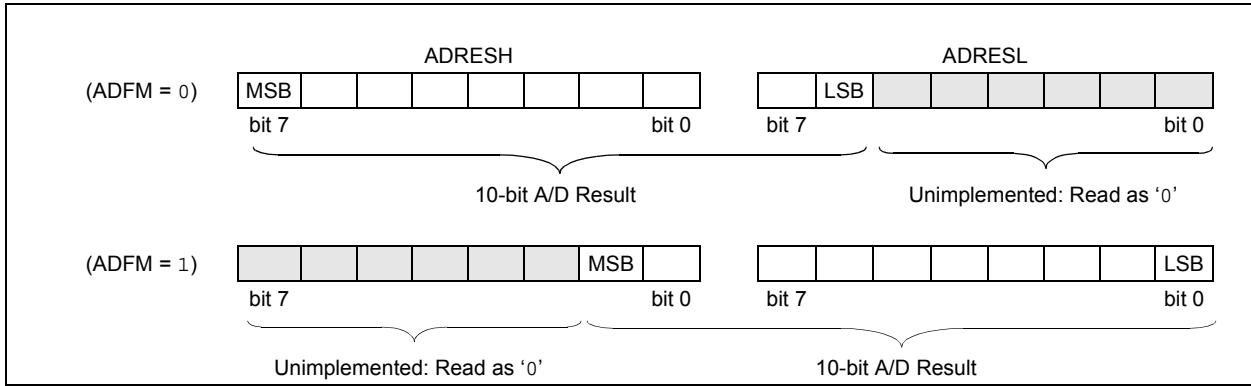 ADRESH ADRESL
(ADFM = 0) MSB LSB
bit 7 bit 0 bit 7 bit 0
10-bit A/D Result Unimplemented: Read as ‘0’
(ADFM = 1) MSB LSB
bit 7 bit 0 bit 7 bit 0
Unimplemented: Read as ‘0’ 10-bit A/D Result